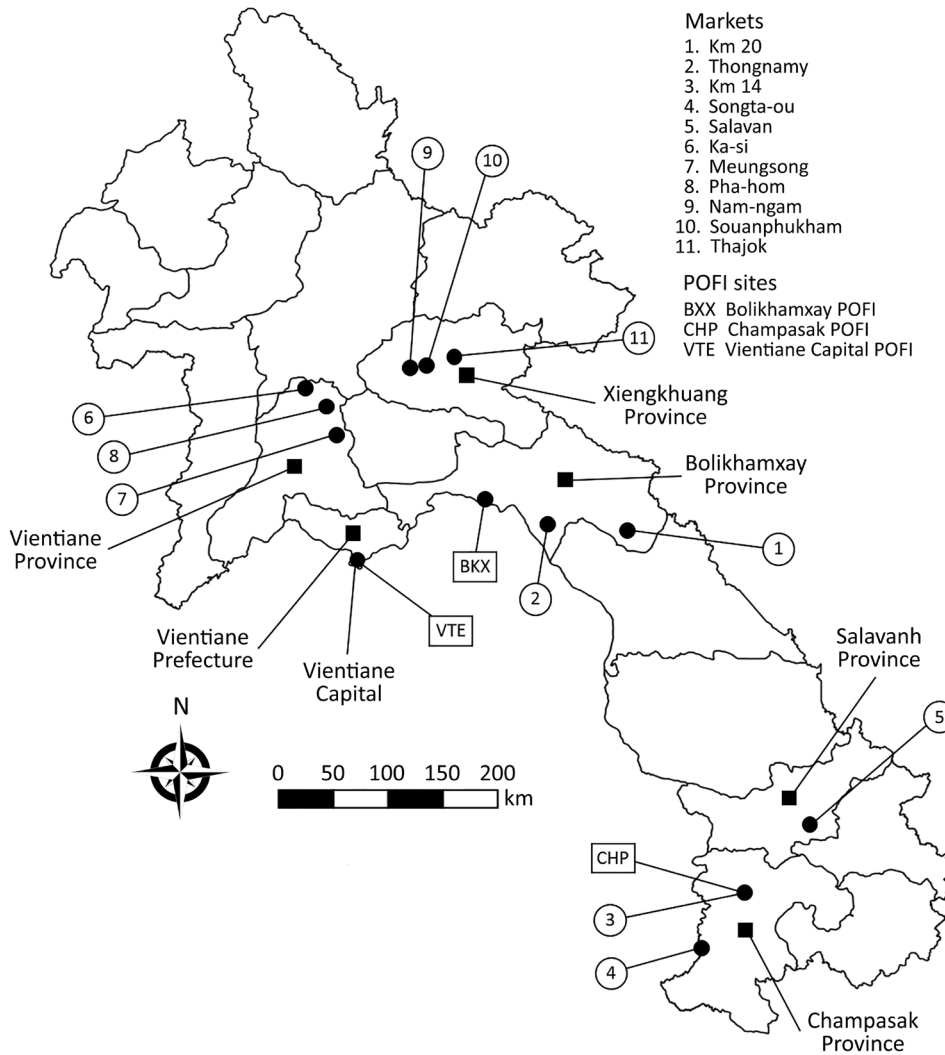 Markets
1. Km 20
2. Thongnamy
3. Km 14
4. Songta-ou
5. Salavan
6. Ka-si
7. Meungsong
8. Pha-hom
9. Nam-ngam
10. Souanphukham
11. Thajok
POFI sites
BXX Bolikhamxay POFI
CHP Champasak POFI
VTE Vientiane Capital POFI
9
10
11
Xiengkhuang
Province
6
8
7
Bolikhamxay
Province
Vientiane
Province
BKX
1
2
VTE
Vientiane
Prefecture
Vientiane
Capital
Salavanh
Province
5
N
0 50 100 150 200
km
CHP
3
4
Champasak
Province